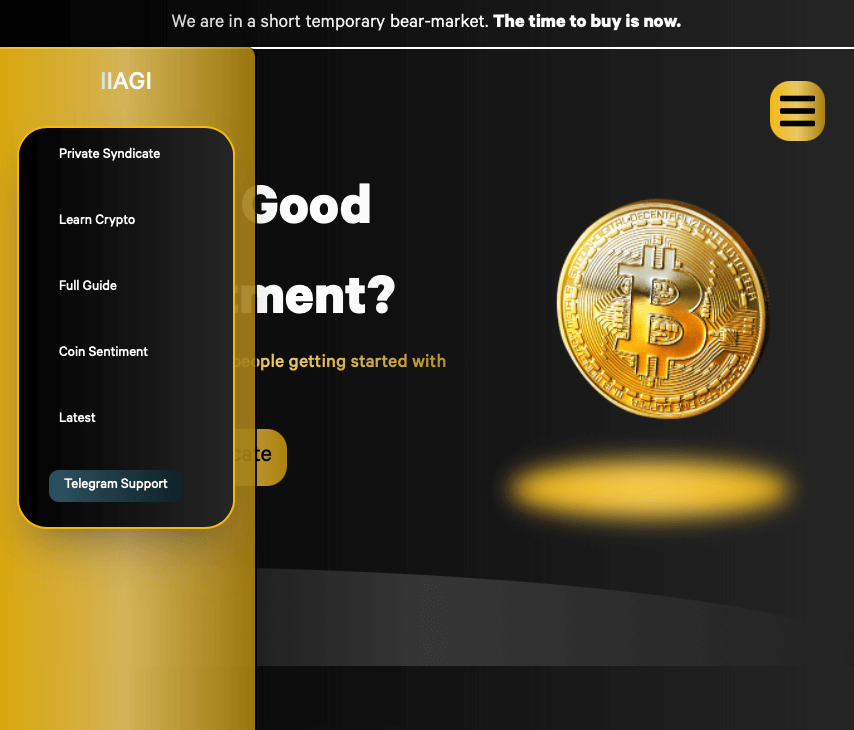 We are in a short temporary bear-market. The time to buy is now.
IIAGI
Private Syndicate
Learn Crypto
Full Guide
Coin Sentiment
Latest
Telegram Support
Good
ment?
people getting started with
cate